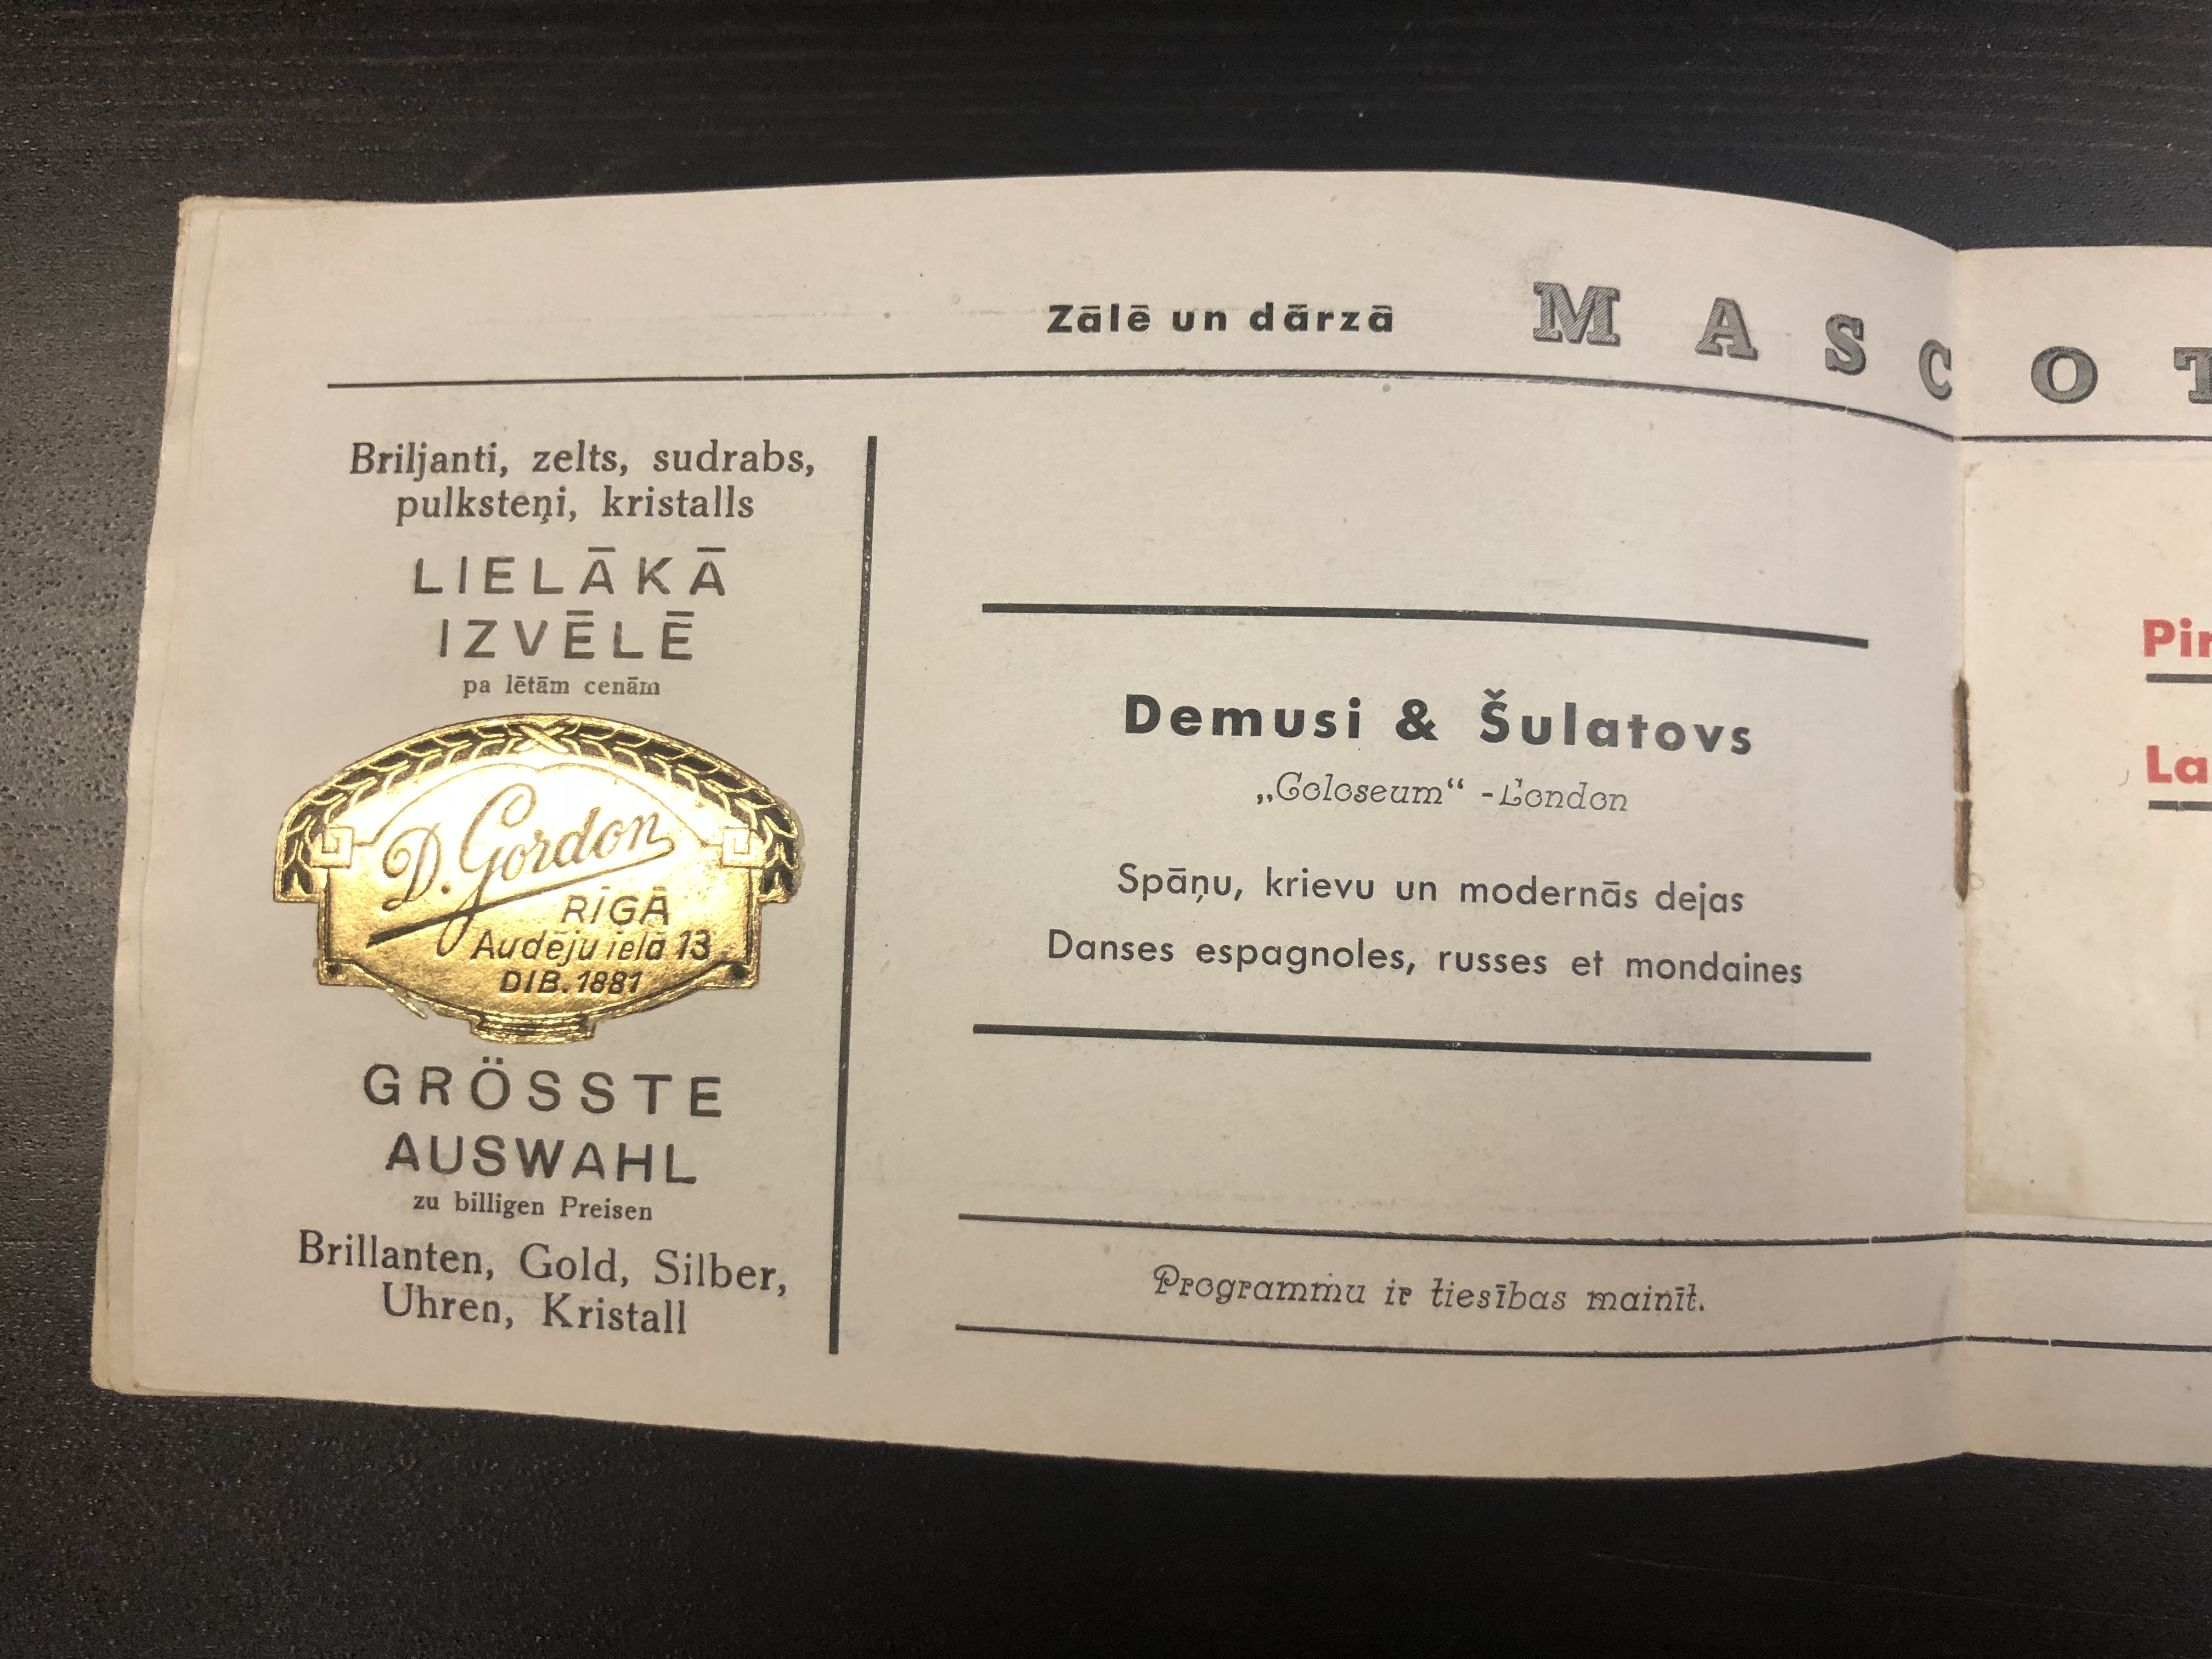 Zālē un dārzā MASCOT
Briljanti, zelts, sudrabs,
pulksteņi, kristalls
LIELĀKĀ
IZVĒLĒ
pa lētām cenām
D. Gordon
RĪGĀ
Audēju ielā 13
DIB. 1881
GRÖSSTE
AUSWAHL
zu billigen Preisen
Brillanten, Gold, Silber,
Uhren, Kristall
Demusi & Šulatovs
„Coloseum“ - London
Spāņu, krievu un modernās dejas
Danses espagnoles, russes et mondaines
Programmu ir tiesības mainīt.
Pir
La